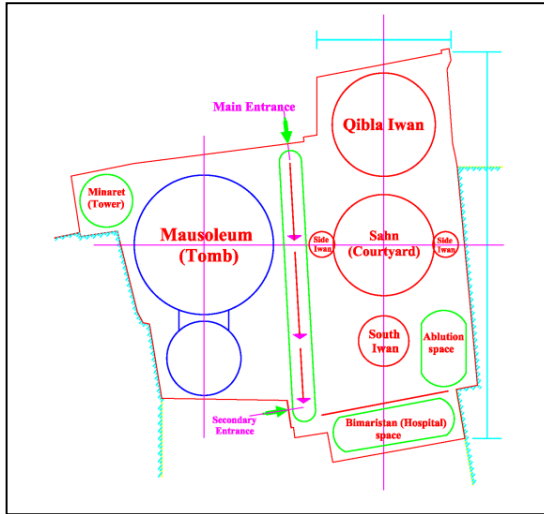 Main Entrance
Qibla Iwan
Minaret
(Tower)
Mausoleum
(Tomb)
Side
Iwan
Sahn
(Courtyard)
Side
Iwan
South
Iwan
Ablution
space
Secondary
Entrance
Bimaristan (Hospital)
space